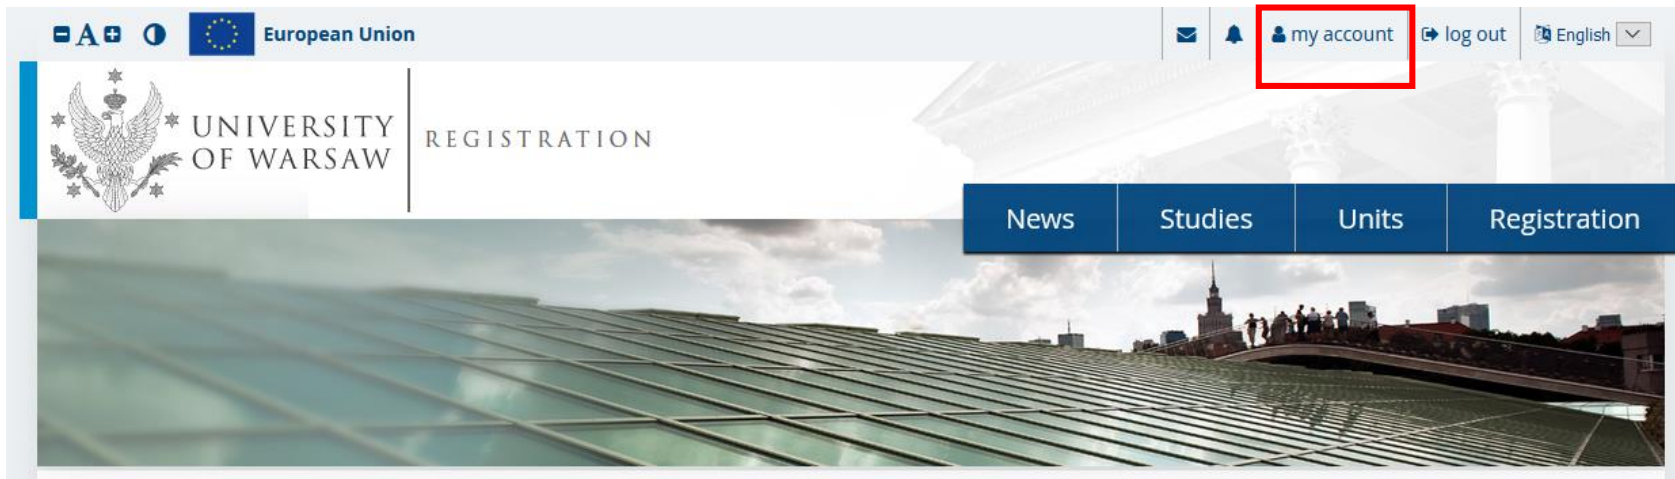 A European Union my account log out English
UNIVERSITY
OF WARSAW
REGISTRATION
News Studies Units Registration